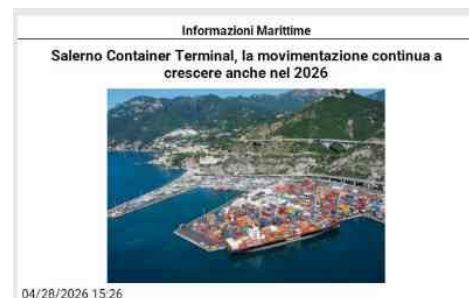 Informazioni Marittime
Salerno Container Terminal, la movimentazione continua a
crescere anche nel 2026
04/28/2026 15:26